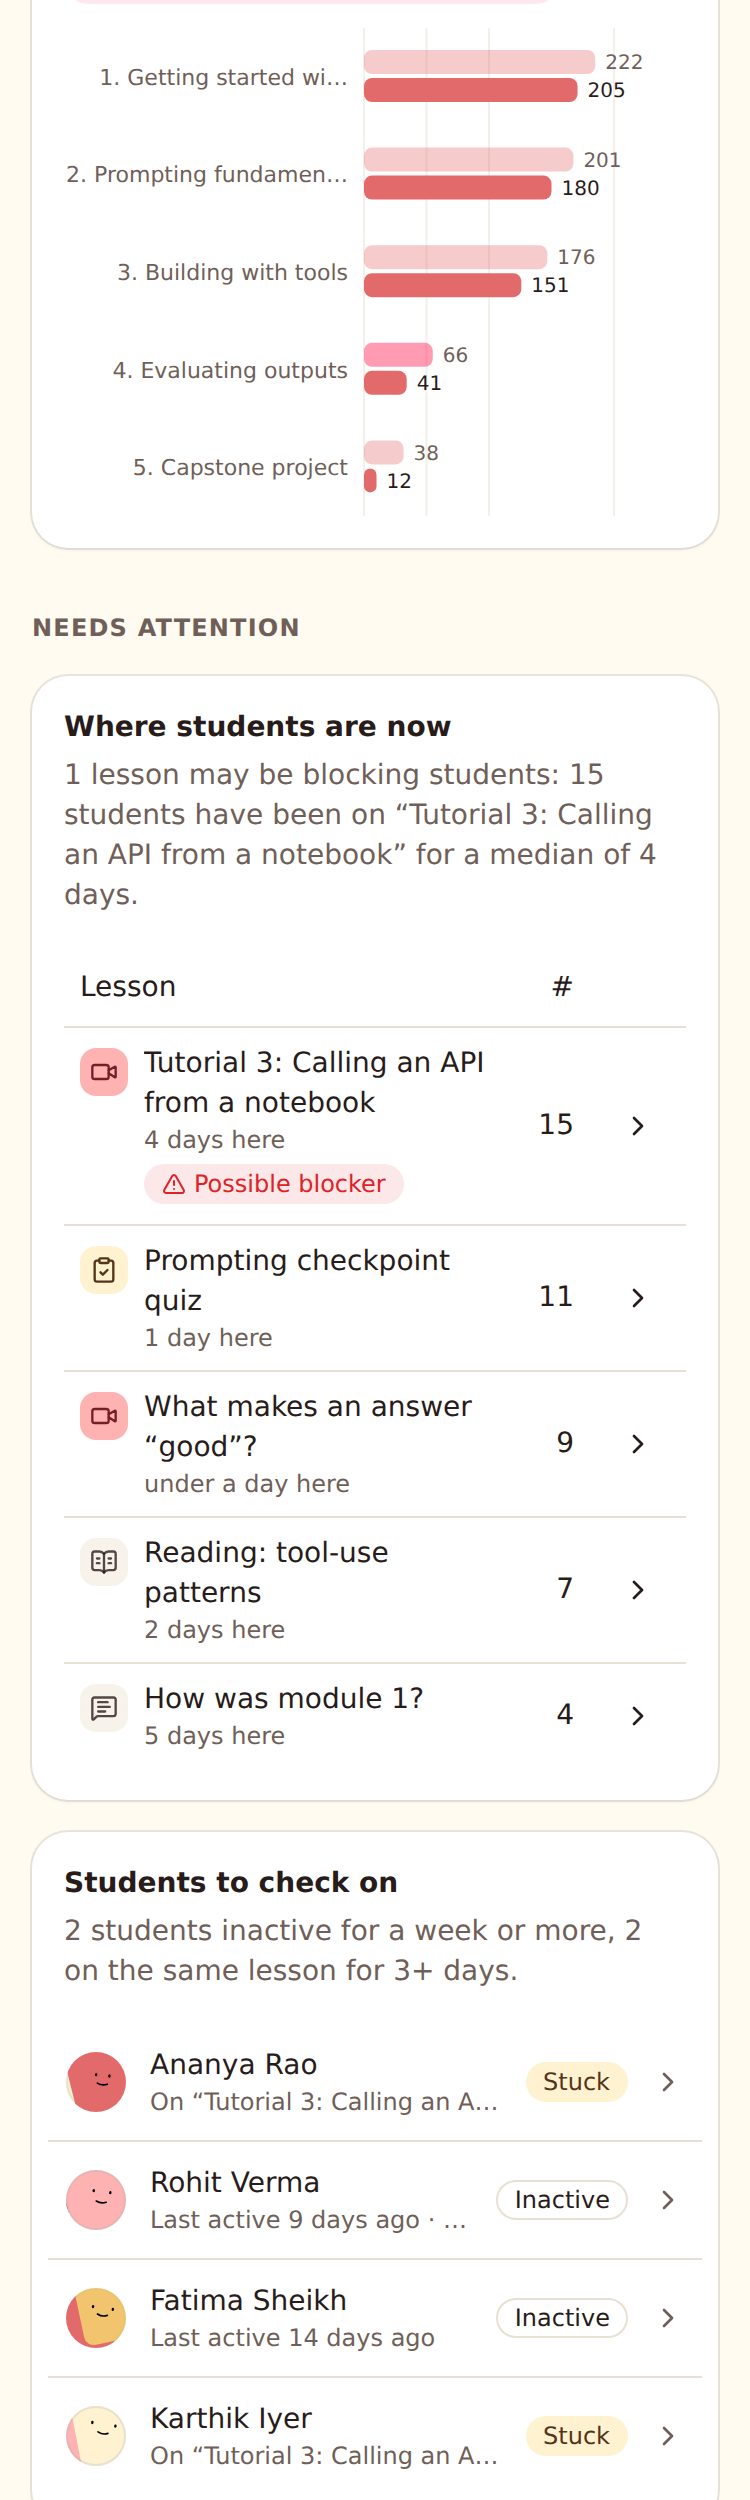 1. Getting started wi…
222
205
2. Prompting fundamen…
201
180
3. Building with tools
176
151
4. Evaluating outputs
66
41
5. Capstone project
38
12
NEEDS ATTENTION
Where students are now
1 lesson may be blocking students: 15
students have been on “Tutorial 3: Calling
an API from a notebook” for a median of 4
days.
Lesson #
Tutorial 3: Calling an API
from a notebook
4 days here
15
Possible blocker
Prompting checkpoint
quiz
1 day here
11
What makes an answer
“good”?
under a day here
9
Reading: tool-use
patterns
2 days here
7
How was module 1?
5 days here
4
Students to check on
2 students inactive for a week or more, 2
on the same lesson for 3+ days.
Ananya Rao
On “Tutorial 3: Calling an A…
Stuck
Rohit Verma
Last active 9 days ago · …
Inactive
Fatima Sheikh
Last active 14 days ago
Inactive
Karthik Iyer
On “Tutorial 3: Calling an A…
Stuck